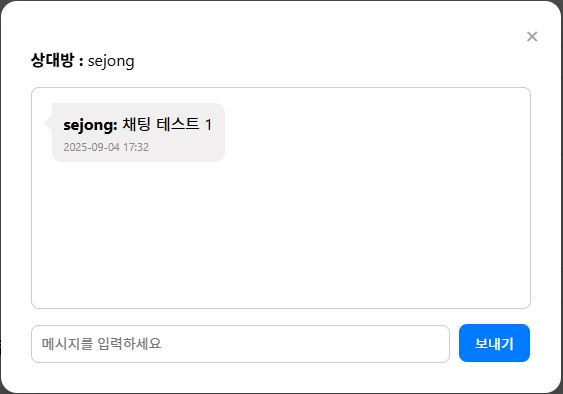 ×
상대방 : sejong
sejong: 채팅 테스트 1
2025-09-04 17:32
메시지를 입력하세요
보내기